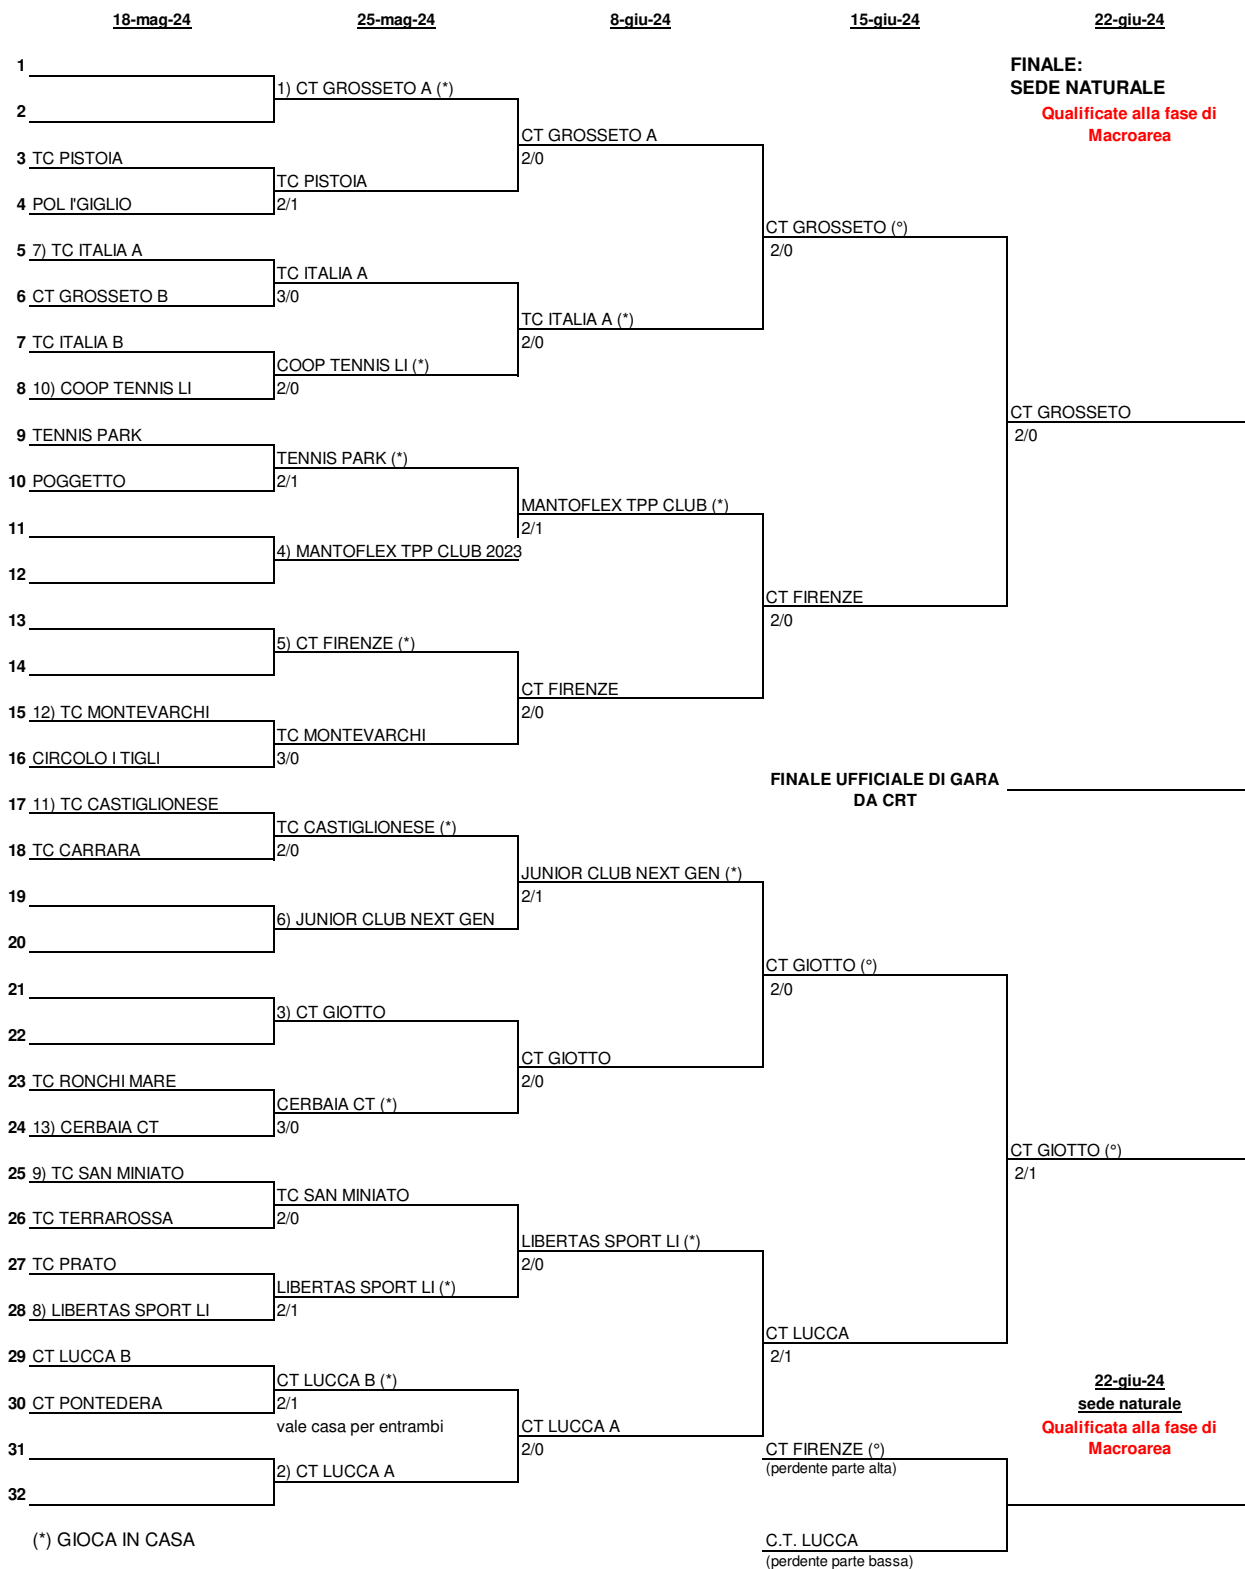 18-mag-24
25-mag-24
8-giu-24
15-giu-24
22-giu-24
1
FINALE:
1) CT GROSSETO A (*)
SEDE NATURALE
2
Qualificate alla fase di
Macroarea
CT GROSSETO A
3 TC PISTOIA
2/0
TC PISTOIA
4 POL I'GIGLIO
2/1
CT GROSSETO (°)
5 7) TC ITALIA A
2/0
TC ITALIA A
6 CT GROSSETO B
3/0
TC ITALIA A (*)
7 TC ITALIA B
2/0
COOP TENNIS LI (*)
8 10) COOP TENNIS LI
2/0
CT GROSSETO
9 TENNIS PARK
2/0
TENNIS PARK (*)
10 POGGETTO
2/1
MANTOFLEX TPP CLUB (*)
11
2/1
4) MANTOFLEX TPP CLUB 2023
12
CT FIRENZE
13
2/0
5) CT FIRENZE (*)
14
CT FIRENZE
15 12) TC MONTEVARCHI
2/0
TC MONTEVARCHI
16 CIRCOLO I TIGLI
3/0
FINALE UFFICIALE DI GARA
DA CRT
17 11) TC CASTIGLIONESE
TC CASTIGLIONESE (*)
18 TC CARRARA
2/0
JUNIOR CLUB NEXT GEN (*)
19
2/1
6) JUNIOR CLUB NEXT GEN
20
CT GIOTTO (°)
21
2/0
3) CT GIOTTO
22
CT GIOTTO
23 TC RONCHI MARE
2/0
CERBAIA CT (*)
24 13) CERBAIA CT
3/0
CT GIOTTO (°)
25 9) TC SAN MINIATO
2/1
TC SAN MINIATO
26 TC TERRAROSSA
2/0
LIBERTAS SPORT LI (*)
27 TC PRATO
2/0
LIBERTAS SPORT LI (*)
28 8) LIBERTAS SPORT LI
2/1
CT LUCCA
29 CT LUCCA B
2/1
CT LUCCA B (*)
22-giu-24
30 CT PONTEDERA
2/1
sede naturale
vale casa per entrambi
CT LUCCA A
Qualificata alla fase di
Macroarea
31
2/0
CT FIRENZE (°)
(perdente parte alta)
2) CT LUCCA A
32
(*) GIOCA IN CASA
C.T. LUCCA
(perdente parte bassa)